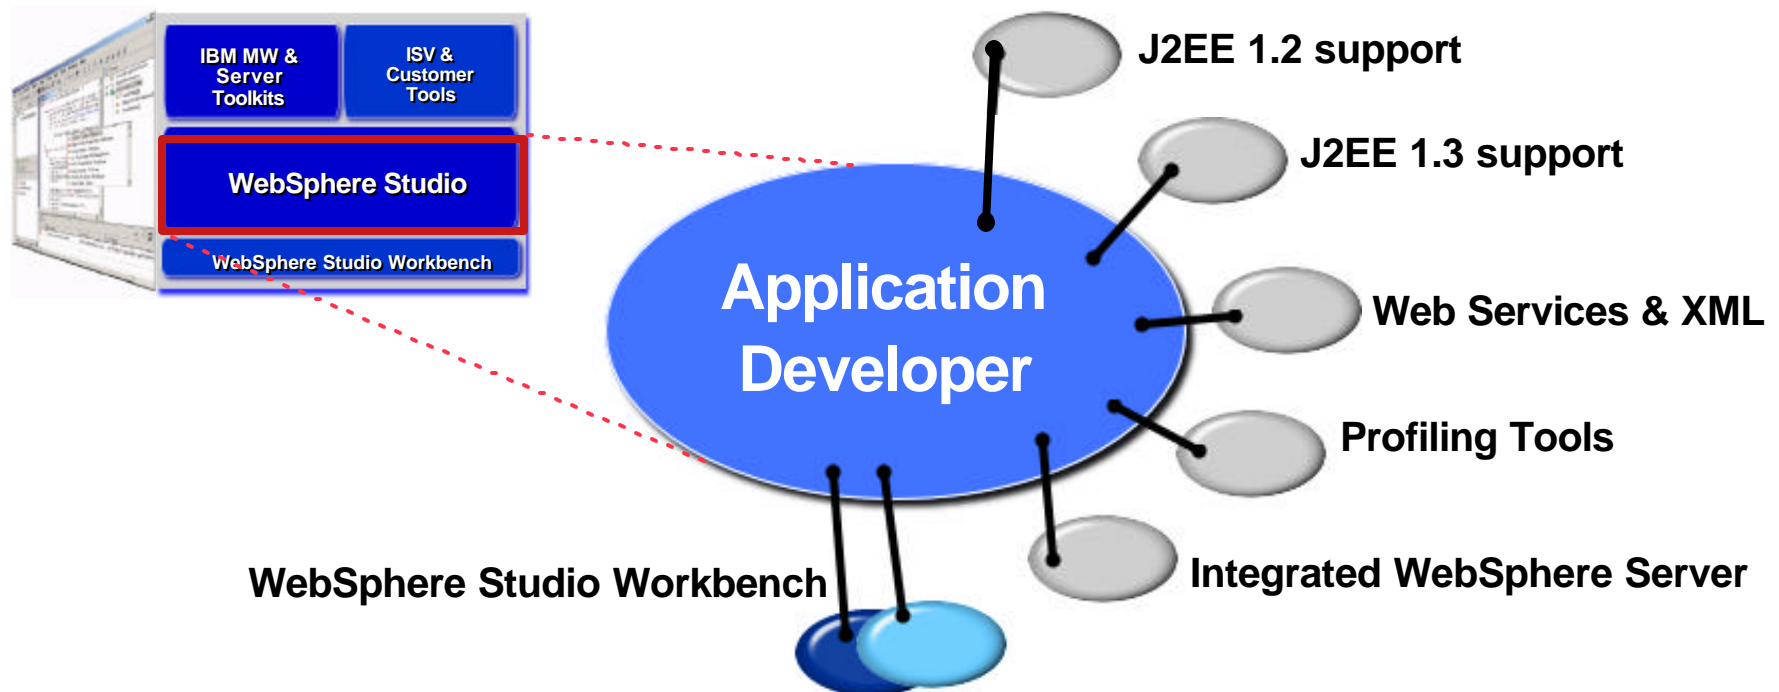 IBM MW &
Server
Toolkits
ISV &
Customer
Tools
WebSphere Studio
WebSphere Studio Workbench
J2EE 1.2 support
J2EE 1.3 support
Application
Developer
Web Services & XML
Profiling Tools
Integrated WebSphere Server
WebSphere Studio Workbench